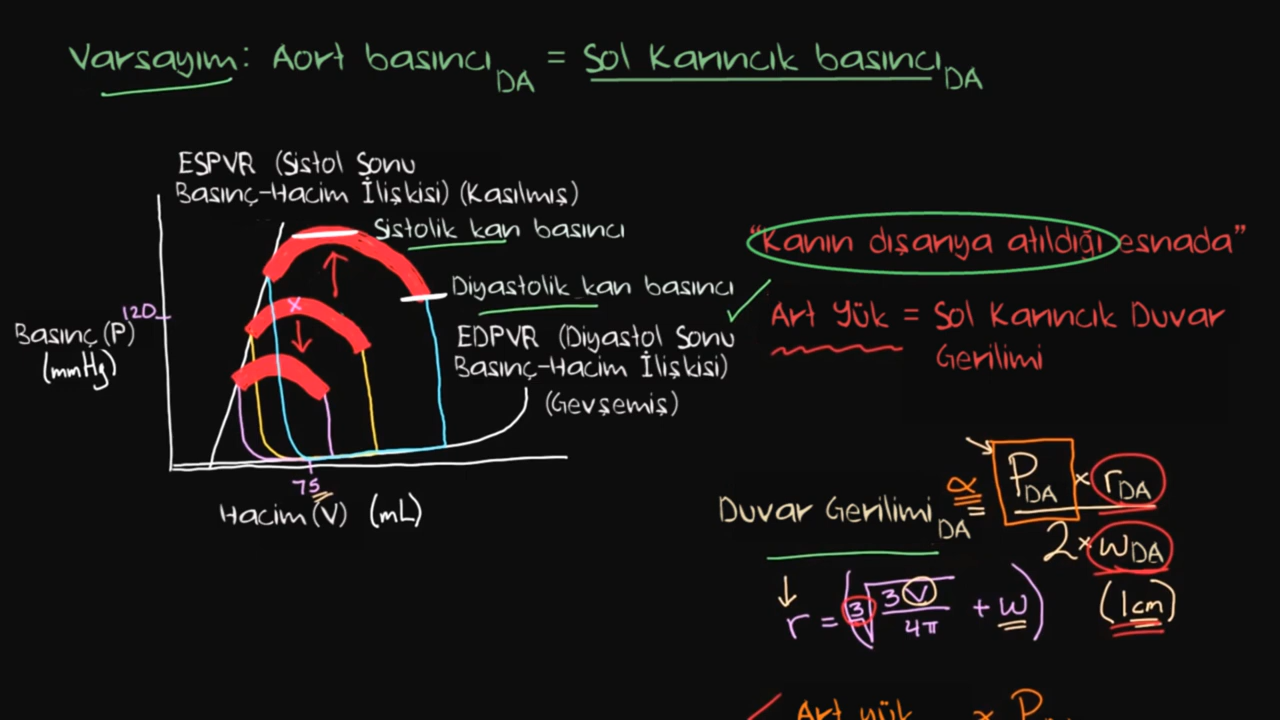 Varsayım: Aort basıncı DA = Sol Karıncık basıncı DA
ESPVR (Sistol Sonu
Basınç-Hacim İlişkisi) (Kasılmış)
Sistolik kan basıncı
Diyastolik kan basıncı
EDPVR (Diyastol Sonu
Basınç-Hacim İlişkisi)
(Gevşemiş)
120
x
Basınç (P)
(mmHg)
75
Hacim (V) (mL)
"Kanın dışarıya atıldığı esnada"
Art Yük = Sol Karıncık Duvar
Gerilimi
P DA × r DA
Duvar Gerilimi DA ∝ =
2 × w DA
r = (∛ 3V / 4π + w)
(1cm)
Art yük ∝ P